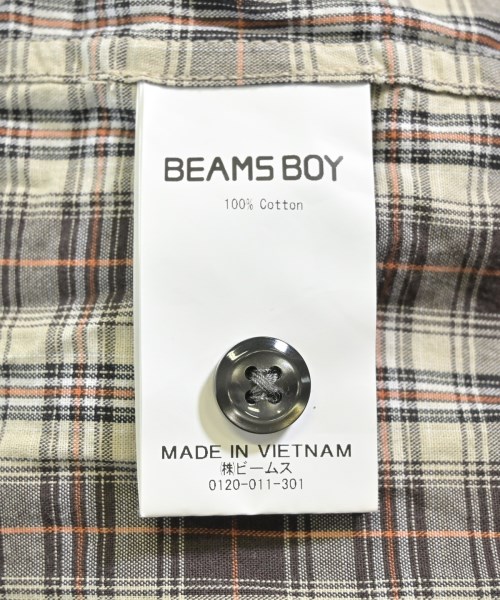 BEAMS BOY
100% Cotton
MADE IN VIETNAM
㈱ビームス
0120-011-301